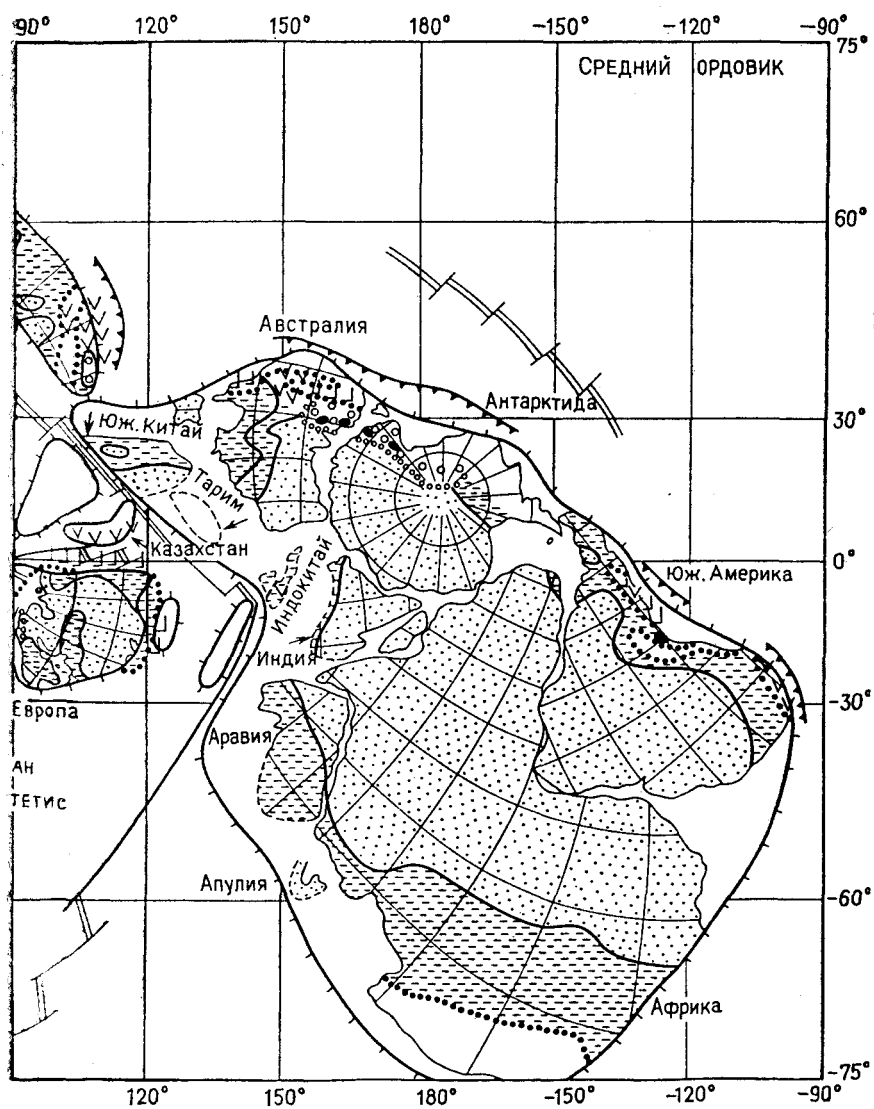 90° 120° 150° 180° -150° -120° -90°
75°
СРЕДНИЙ ОРДОВИК
60°
Австралия
Антарктида
30°
Юж. Китай
Тарим
Казахстан
0°
Индокитай
Юж. Америка
Индия
-30°
Европа
Аравия
АН
ТЕТИС
Апулия
-60°
Африка
-75°
120° 150° 180° -150° -120° -90°